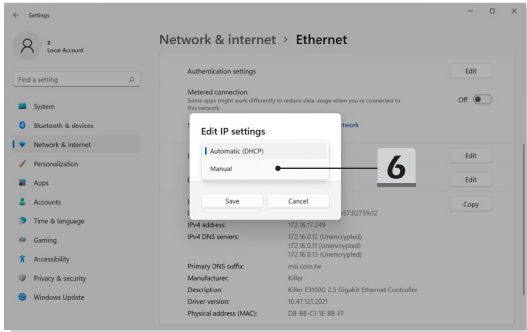 Settings
z
Local Account
Find a setting
System
Bluetooth & devices
Network & internet
Personalization
Apps
Accounts
Time & language
Gaming
Accessibility
Privacy & security
Windows Update
Network & internet > Ethernet
Authentication settings Edit
Metered connection
Some apps might work differently to reduce data usage when you're connected to
this network Off
Edit IP settings
Automatic (DHCP)
Manual
6
Save Cancel
Edit
Edit
Copy
IPv4 address: 172.16.17.249
IPv4 DNS servers: 172.16.0.12 (Unencrypted)
172.16.0.11 (Unencrypted)
172.16.0.13 (Unencrypted)
Primary DNS suffix: msi.com.tw
Manufacturer: Killer
Description: Killer E3100G 2.5 Gigabit Ethernet Controller
Driver version: 10.47.121.2021
Physical address (MAC): D8-BB-C1-1E-8B-FF